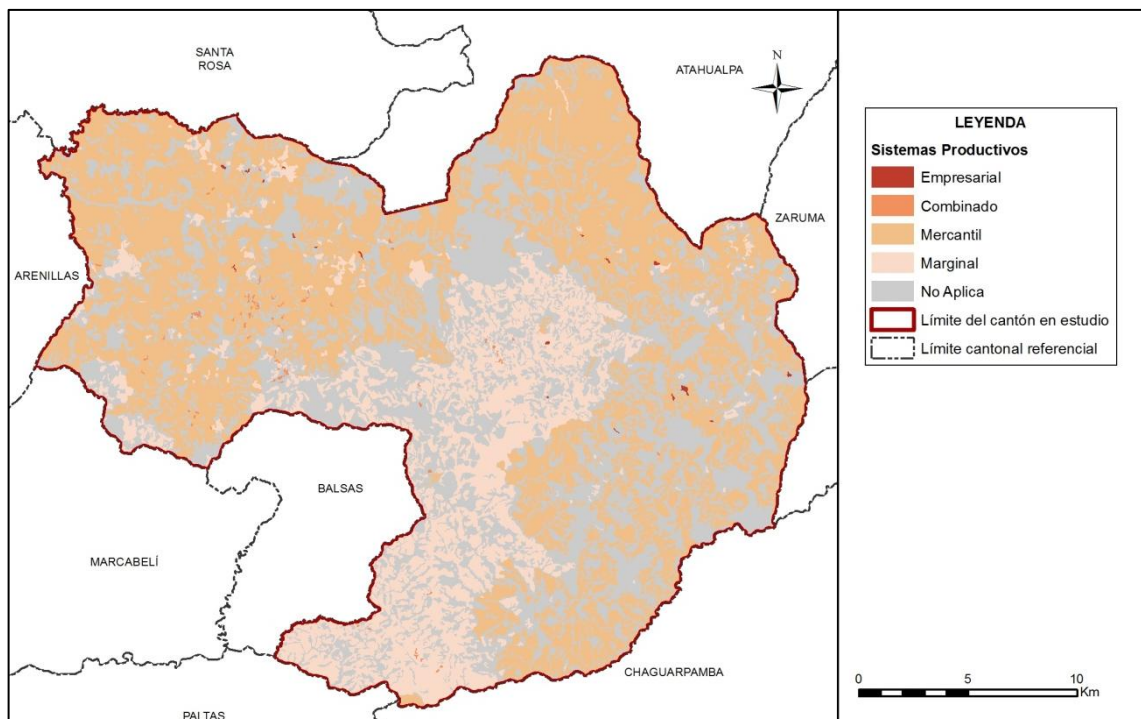 SANTA
ROSA
ATAHUALPA
N
ZARUMA
ARENILLAS
BALSAS
MARCABELÍ
CHAGUARPAMBA
PALTAS
LEYENDA
Sistemas Productivos
Empresarial
Combinado
Mercantil
Marginal
No Aplica
Límite del cantón en estudio
Límite cantonal referencial
0 5 10
Km